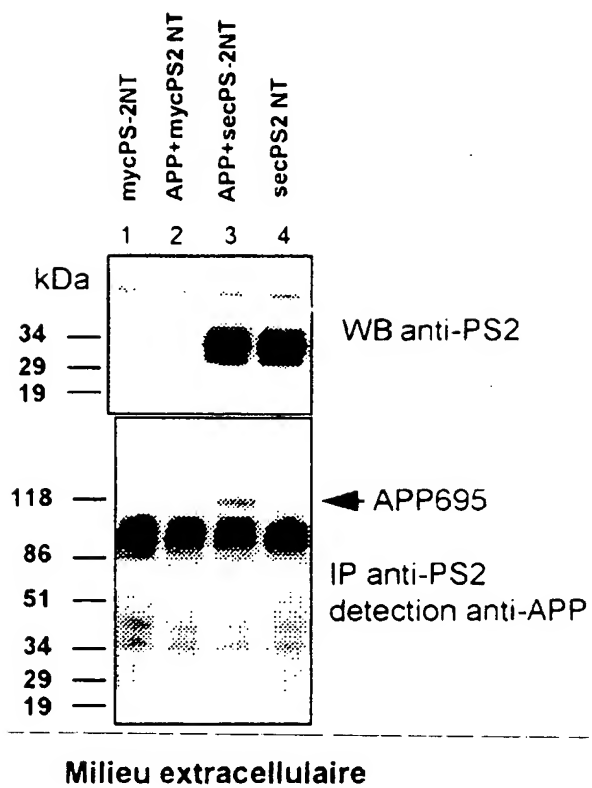 mycPS-2NT
APP+mycPS2 NT
APP+secPS-2NT
secPS2 NT
1 2 3 4
kDa
34
29
19
WB anti-PS2
118
86
51
34
29
19
APP695
IP anti-PS2
detection anti-APP
Milieu extracellulaire